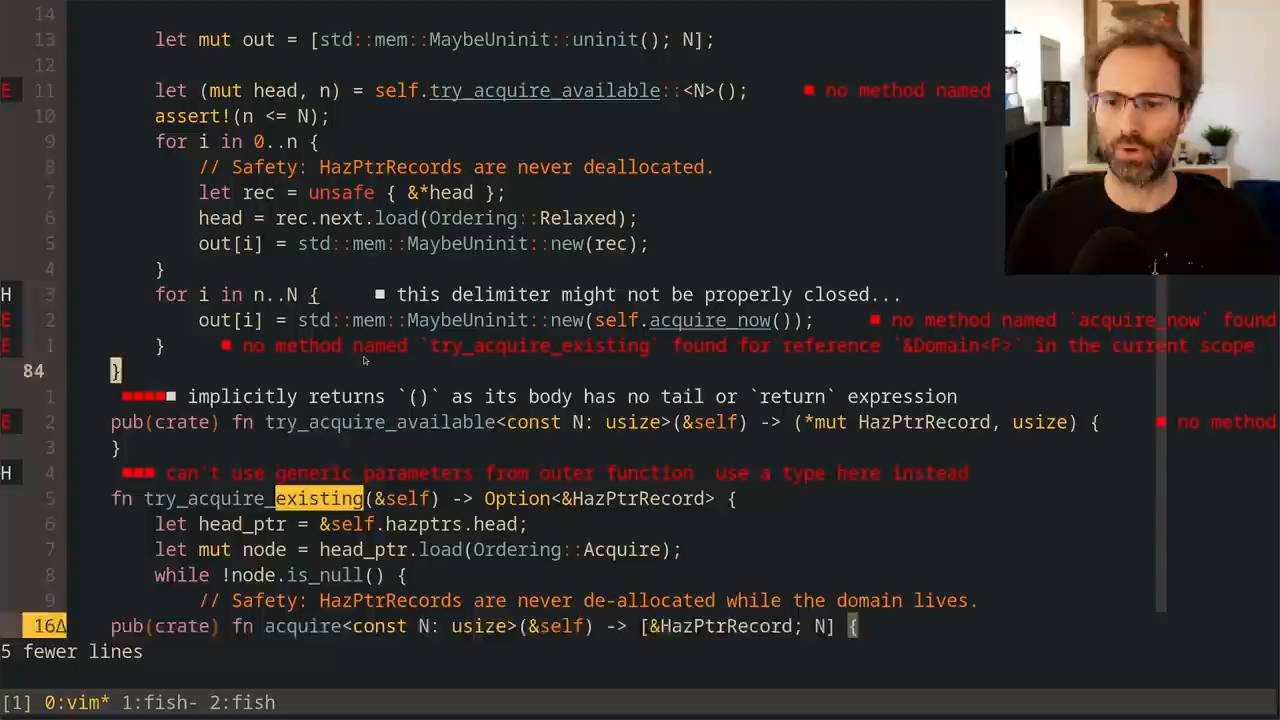 14
13 let mut out = [std::mem::MaybeUninit::uninit(); N];
12
E 11 let (mut head, n) = self.try_acquire_available::<N>(); ■ no method named
10 assert!(n <= N);
9 for i in 0..n {
8 // Safety: HazPtrRecords are never deallocated.
7 let rec = unsafe { &*head };
6 head = rec.next.load(Ordering::Relaxed);
5 out[i] = std::mem::MaybeUninit::new(rec);
4 }
H 3 for i in n..N { ■ this delimiter might not be properly closed...
E 2 out[i] = std::mem::MaybeUninit::new(self.acquire_now()); ■ no method named `acquire_now` found
E 1 } ■ no method named `try_acquire_existing` found for reference `&Domain<F>` in the current scope
84 }
1 ■■■■■ implicitly returns `()` as its body has no tail or `return` expression
E 2 pub(crate) fn try_acquire_available<const N: usize>(&self) -> (*mut HazPtrRecord, usize) { ■ no method
3 }
H 4 ■■■ can't use generic parameters from outer function use a type here instead
5 fn try_acquire_existing(&self) -> Option<&HazPtrRecord> {
6 let head_ptr = &self.hazptrs.head;
7 let mut node = head_ptr.load(Ordering::Acquire);
8 while !node.is_null() {
9 // Safety: HazPtrRecords are never de-allocated while the domain lives.
16Δ pub(crate) fn acquire<const N: usize>(&self) -> [&HazPtrRecord; N] {
5 fewer lines
[1] 0:vim* 1:fish- 2:fish